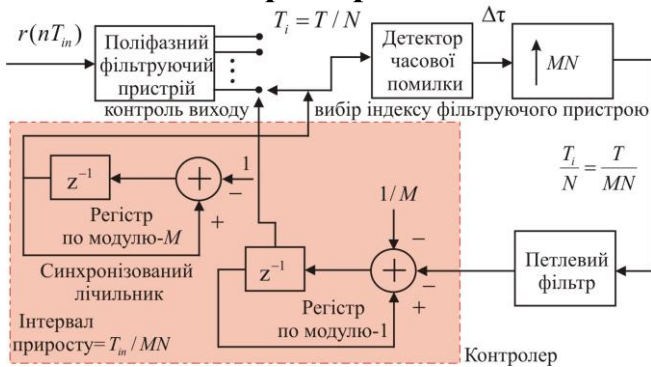 r(nT_in)
Поліфазний
фільтруючий
пристрій
T_i = T / N
Детектор
часової
помилки
Δτ
↑ MN
контроль виходу
вибір індексу фільтруючого пристрою
T_i / N = T / MN
z⁻¹
+
1
−
+
Регістр
по модулю-M
Синхронізований
лічильник
1/M
−
z⁻¹
+
−
+
Регістр
по модулю-1
Петлевий
фільтр
Інтервал
приросту= T_in / MN
Контролер